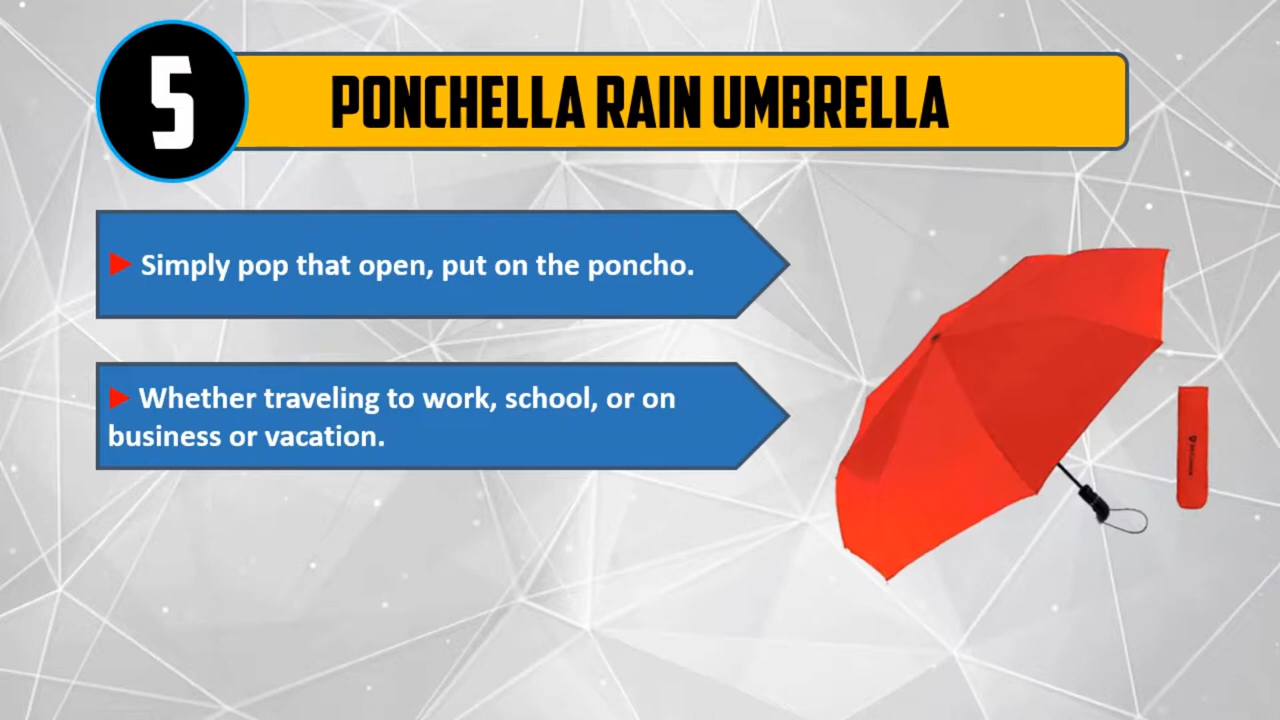 5
PONCHELLA RAIN UMBRELLA
Simply pop that open, put on the poncho.
Whether traveling to work, school, or on
business or vacation.